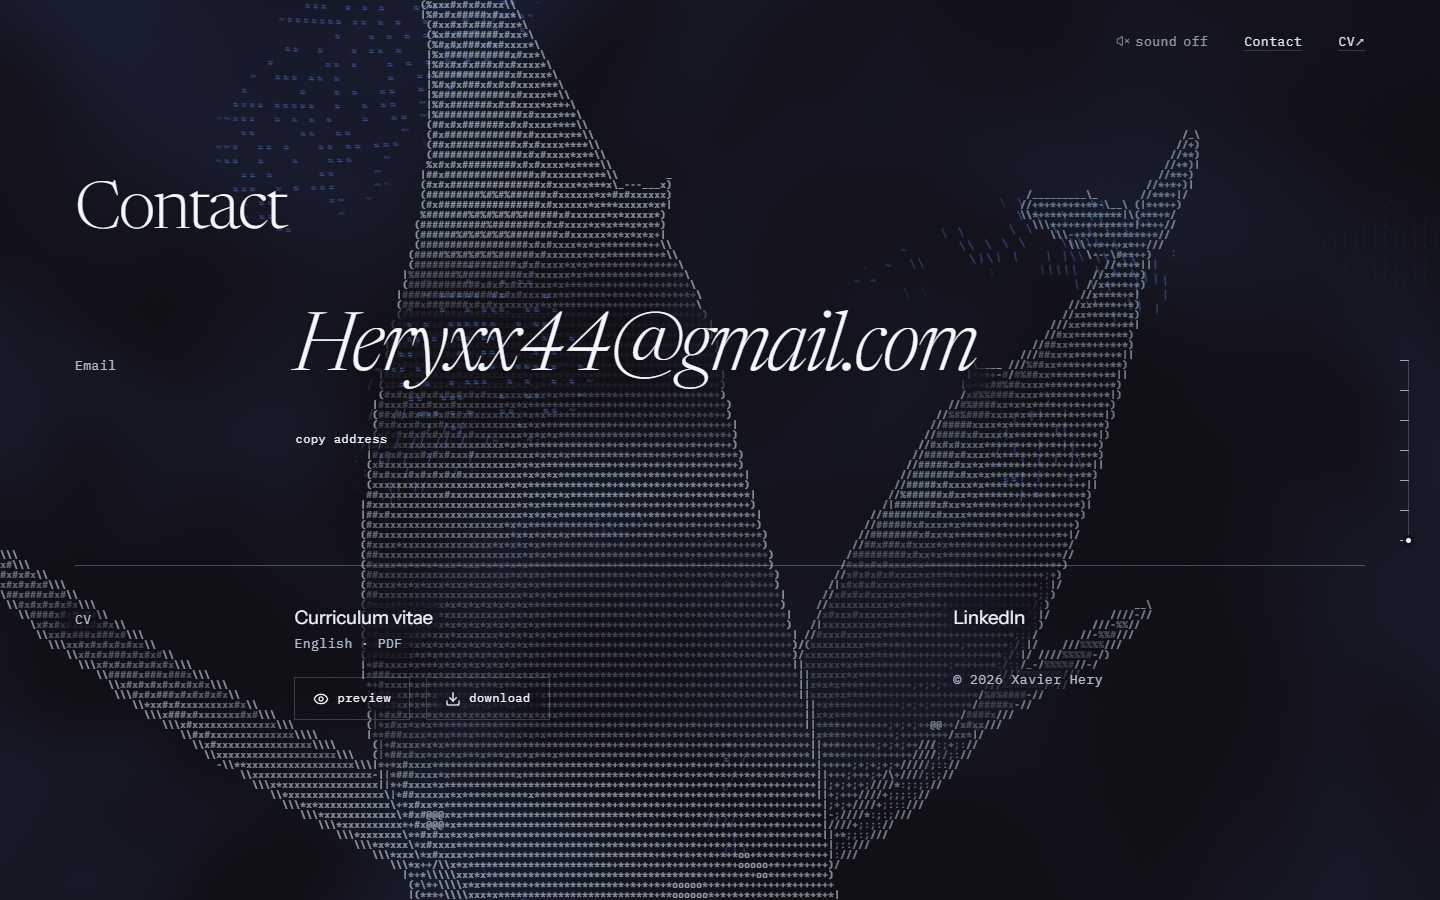 sound off
Contact
CV↗
Contact
Email
Heryxx44@gmail.com
copy address
CV
Curriculum vitae
English · PDF
preview
download
LinkedIn
© 2026 Xavier Hery